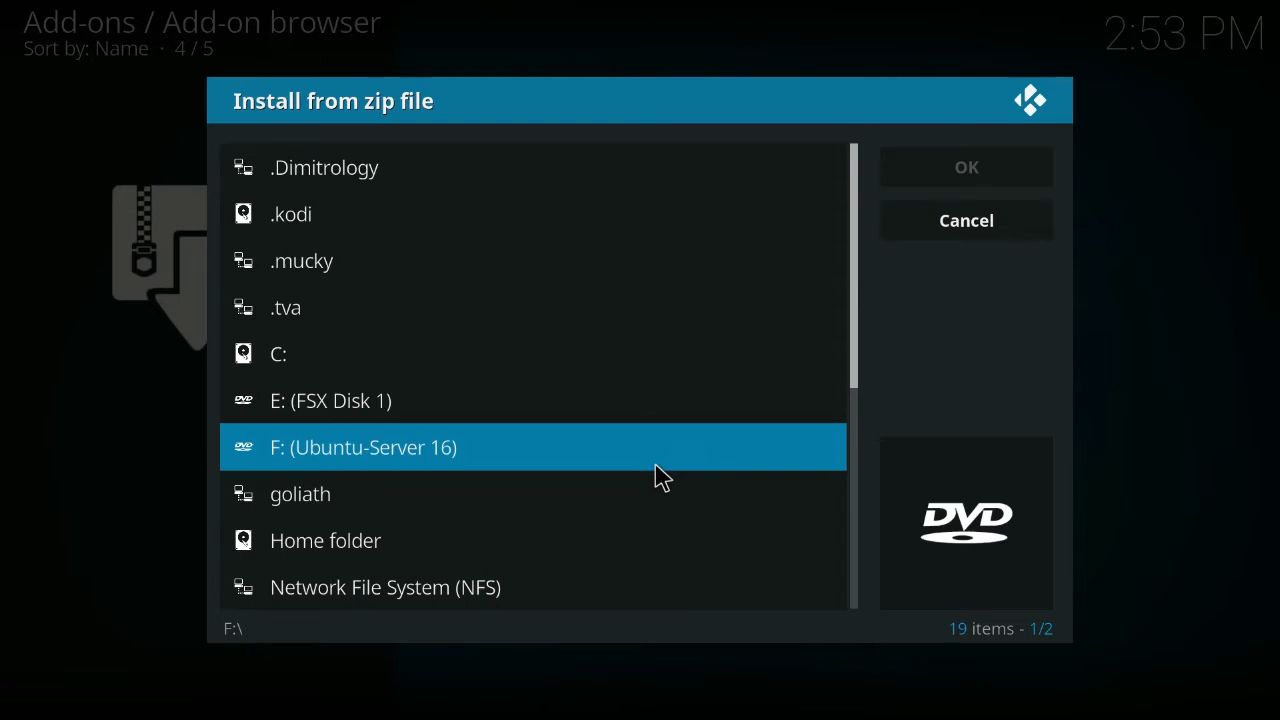 Add-ons / Add-on browser
Sort by: Name · 4 / 5
2:53 PM
Install from zip file
.Dimitrology
.kodi
.mucky
.tva
C:
E: (FSX Disk 1)
F: (Ubuntu-Server 16)
goliath
Home folder
Network File System (NFS)
OK
Cancel
DVD
F:\
19 items - 1/2